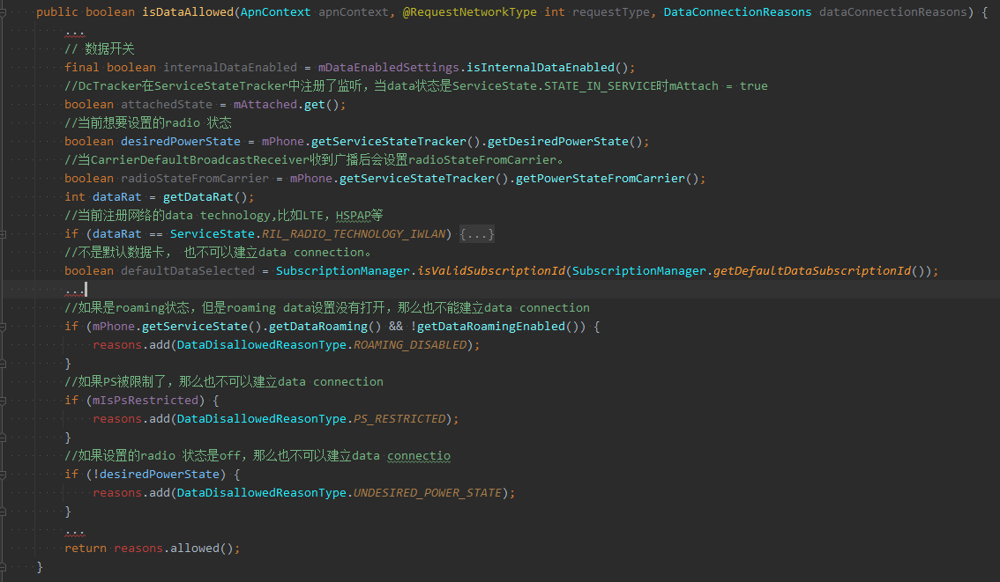 public boolean isDataAllowed(ApnContext apnContext, @RequestNetworkType int requestType, DataConnectionReasons dataConnectionReasons) {
...
// 数据开关
final boolean internalDataEnabled = mDataEnabledSettings.isInternalDataEnabled();
//DcTracker在ServiceStateTracker中注册了监听，当data状态是ServiceState.STATE_IN_SERVICE时mAttach = true
boolean attachedState = mAttached.get();
//当前想要设置的radio 状态
boolean desiredPowerState = mPhone.getServiceStateTracker().getDesiredPowerState();
//当CarrierDefaultBroadcastReceiver收到广播后会设置radioStateFromCarrier。
boolean radioStateFromCarrier = mPhone.getServiceStateTracker().getPowerStateFromCarrier();
int dataRat = getDataRat();
//当前注册网络的data technology,比如LTE，HSPAP等
if (dataRat == ServiceState.RIL_RADIO_TECHNOLOGY_IWLAN) {...}
//不是默认数据卡， 也不可以建立data connection。
boolean defaultDataSelected = SubscriptionManager.isValidSubscriptionId(SubscriptionManager.getDefaultDataSubscriptionId());
...
//如果是roaming状态，但是roaming data设置没有打开，那么也不能建立data connection
if (mPhone.getServiceState().getDataRoaming() && !getDataRoamingEnabled()) {
reasons.add(DataDisallowedReasonType.ROAMING_DISABLED);
}
//如果PS被限制了，那么也不可以建立data connection
if (mIsPsRestricted) {
reasons.add(DataDisallowedReasonType.PS_RESTRICTED);
}
//如果设置的radio 状态是off，那么也不可以建立data connectio
if (!desiredPowerState) {
reasons.add(DataDisallowedReasonType.UNDESIRED_POWER_STATE);
}
...
return reasons.allowed();
}